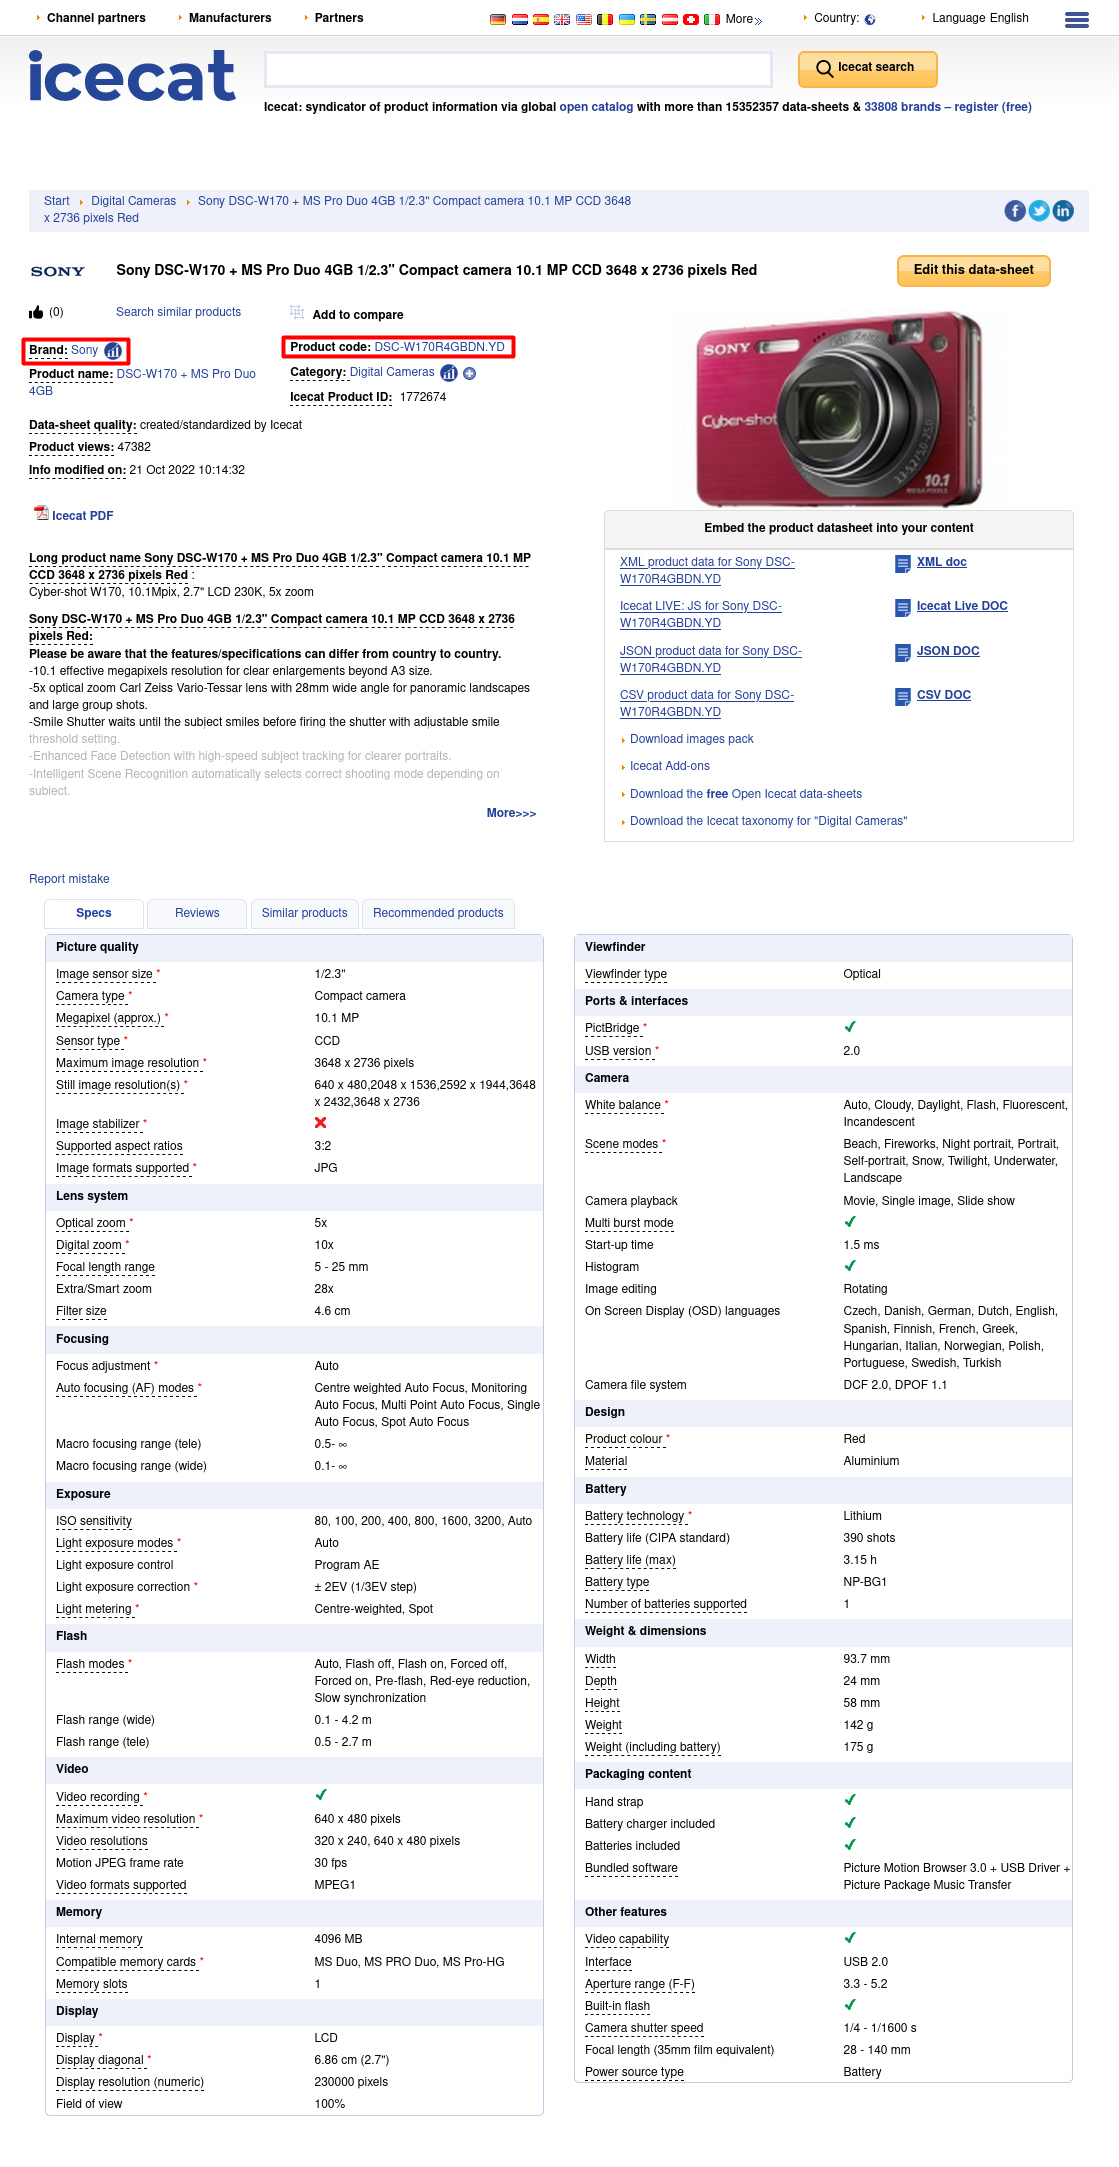 Channel partners
Manufacturers
Partners
More
Country:
Language English
icecat
Icecat search
Icecat: syndicator of product information via global open catalog with more than 15352357 data-sheets & 33808 brands – register (free)
Start
Digital Cameras
Sony DSC-W170 + MS Pro Duo 4GB 1/2.3" Compact camera 10.1 MP CCD 3648
x 2736 pixels Red
SONY
Sony DSC-W170 + MS Pro Duo 4GB 1/2.3" Compact camera 10.1 MP CCD 3648 x 2736 pixels Red
Edit this data-sheet
(0)
Search similar products
Add to compare
Brand: Sony
Product name: DSC-W170 + MS Pro Duo
4GB
Product code: DSC-W170R4GBDN.YD
Category: Digital Cameras
Icecat Product ID: 1772674
Data-sheet quality: created/standardized by Icecat
Product views: 47382
Info modified on: 21 Oct 2022 10:14:32
Icecat PDF
SONY
Cyber-shot
3.3-5.2/5.0-25.0
10.1
MEGA PIXELS
Long product name Sony DSC-W170 + MS Pro Duo 4GB 1/2.3" Compact camera 10.1 MP
CCD 3648 x 2736 pixels Red :
Cyber-shot W170, 10.1Mpix, 2.7" LCD 230K, 5x zoom
Sony DSC-W170 + MS Pro Duo 4GB 1/2.3" Compact camera 10.1 MP CCD 3648 x 2736
pixels Red:
Please be aware that the features/specifications can differ from country to country.
-10.1 effective megapixels resolution for clear enlargements beyond A3 size.
-5x optical zoom Carl Zeiss Vario-Tessar lens with 28mm wide angle for panoramic landscapes
and large group shots.
-Smile Shutter waits until the subject smiles before firing the shutter with adjustable smile
threshold setting.
-Enhanced Face Detection with high-speed subject tracking for clearer portraits.
-Intelligent Scene Recognition automatically selects correct shooting mode depending on
subject.
More>>>
Embed the product datasheet into your content
XML product data for Sony DSC-
W170R4GBDN.YD
XML doc
Icecat LIVE: JS for Sony DSC-
W170R4GBDN.YD
Icecat Live DOC
JSON product data for Sony DSC-
W170R4GBDN.YD
JSON DOC
CSV product data for Sony DSC-
W170R4GBDN.YD
CSV DOC
Download images pack
Icecat Add-ons
Download the free Open Icecat data-sheets
Download the Icecat taxonomy for "Digital Cameras"
Report mistake
Specs
Reviews
Similar products
Recommended products
Picture quality
Image sensor size * 1/2.3"
Camera type * Compact camera
Megapixel (approx.) * 10.1 MP
Sensor type * CCD
Maximum image resolution * 3648 x 2736 pixels
Still image resolution(s) * 640 x 480,2048 x 1536,2592 x 1944,3648
x 2432,3648 x 2736
Image stabilizer *
Supported aspect ratios 3:2
Image formats supported * JPG
Lens system
Optical zoom * 5x
Digital zoom * 10x
Focal length range 5 - 25 mm
Extra/Smart zoom 28x
Filter size 4.6 cm
Focusing
Focus adjustment * Auto
Auto focusing (AF) modes * Centre weighted Auto Focus, Monitoring
Auto Focus, Multi Point Auto Focus, Single
Auto Focus, Spot Auto Focus
Macro focusing range (tele) 0.5- ∞
Macro focusing range (wide) 0.1- ∞
Exposure
ISO sensitivity 80, 100, 200, 400, 800, 1600, 3200, Auto
Light exposure modes * Auto
Light exposure control Program AE
Light exposure correction * ± 2EV (1/3EV step)
Light metering * Centre-weighted, Spot
Flash
Flash modes * Auto, Flash off, Flash on, Forced off,
Forced on, Pre-flash, Red-eye reduction,
Slow synchronization
Flash range (wide) 0.1 - 4.2 m
Flash range (tele) 0.5 - 2.7 m
Video
Video recording *
Maximum video resolution * 640 x 480 pixels
Video resolutions 320 x 240, 640 x 480 pixels
Motion JPEG frame rate 30 fps
Video formats supported MPEG1
Memory
Internal memory 4096 MB
Compatible memory cards * MS Duo, MS PRO Duo, MS Pro-HG
Memory slots 1
Display
Display * LCD
Display diagonal * 6.86 cm (2.7")
Display resolution (numeric) 230000 pixels
Field of view 100%
Viewfinder
Viewfinder type Optical
Ports & interfaces
PictBridge *
USB version * 2.0
Camera
White balance * Auto, Cloudy, Daylight, Flash, Fluorescent,
Incandescent
Scene modes * Beach, Fireworks, Night portrait, Portrait,
Self-portrait, Snow, Twilight, Underwater,
Landscape
Camera playback Movie, Single image, Slide show
Multi burst mode
Start-up time 1.5 ms
Histogram
Image editing Rotating
On Screen Display (OSD) languages Czech, Danish, German, Dutch, English,
Spanish, Finnish, French, Greek,
Hungarian, Italian, Norwegian, Polish,
Portuguese, Swedish, Turkish
Camera file system DCF 2.0, DPOF 1.1
Design
Product colour * Red
Material Aluminium
Battery
Battery technology * Lithium
Battery life (CIPA standard) 390 shots
Battery life (max) 3.15 h
Battery type NP-BG1
Number of batteries supported 1
Weight & dimensions
Width 93.7 mm
Depth 24 mm
Height 58 mm
Weight 142 g
Weight (including battery) 175 g
Packaging content
Hand strap
Battery charger included
Batteries included
Bundled software Picture Motion Browser 3.0 + USB Driver +
Picture Package Music Transfer
Other features
Video capability
Interface USB 2.0
Aperture range (F-F) 3.3 - 5.2
Built-in flash
Camera shutter speed 1/4 - 1/1600 s
Focal length (35mm film equivalent) 28 - 140 mm
Power source type Battery